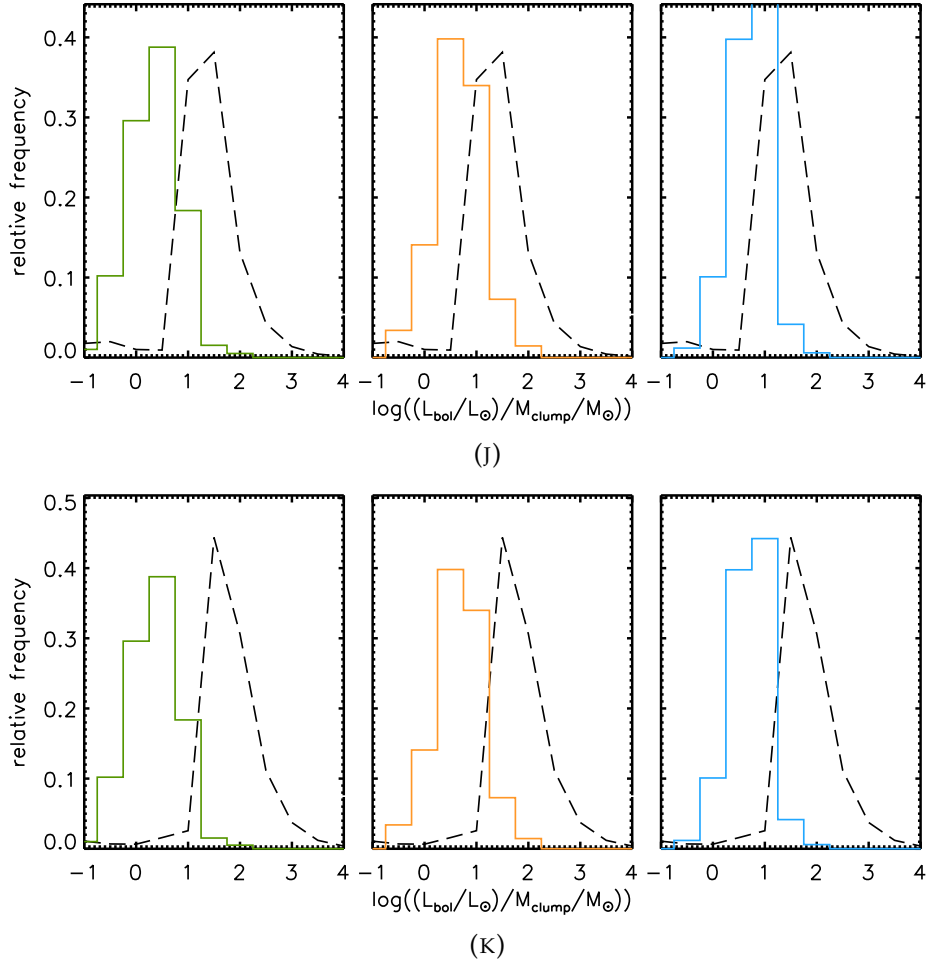 0.4
0.3
0.2
0.1
0.0
relative frequency
−1 0 1 2 3 4 −1 0 1 2 3 4 −1 0 1 2 3 4
log((L_bol/L_⊙)/M_clump/M_⊙))
(J)
0.5
0.4
0.3
0.2
0.1
0.0
relative frequency
−1 0 1 2 3 4 −1 0 1 2 3 4 −1 0 1 2 3 4
log((L_bol/L_⊙)/M_clump/M_⊙))
(K)